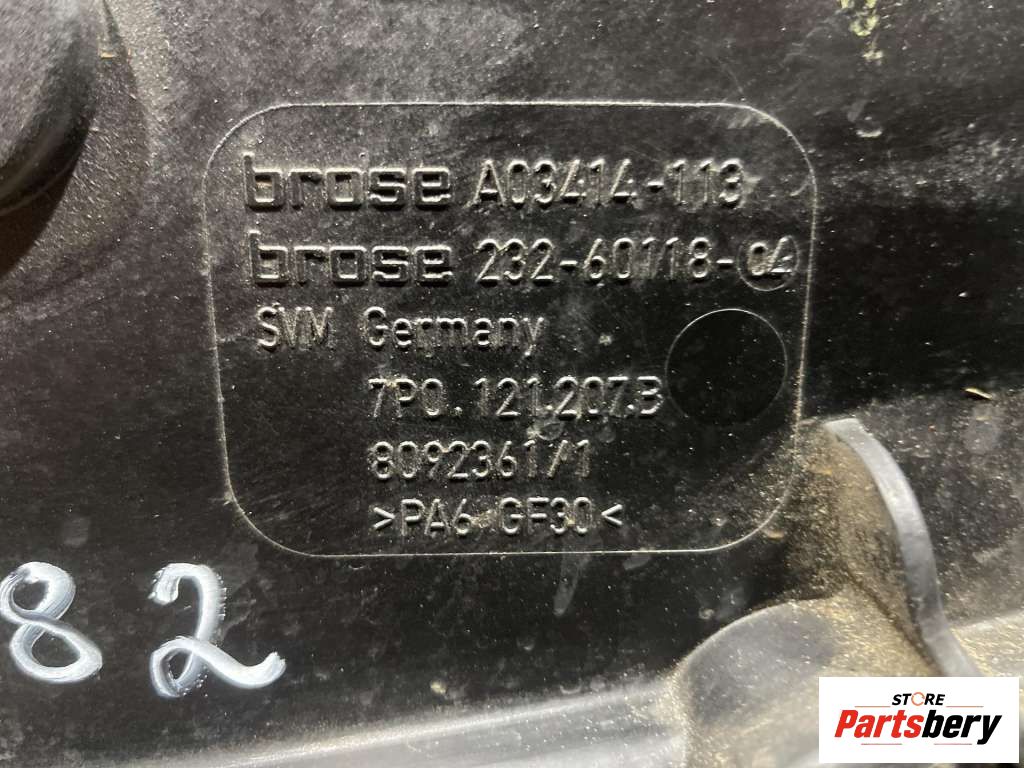 brose A03414-113
brose 232-60118-04
SVM Germany
7P0.121.207.B
8092361/1
>PA6 GF30<
82
STORE
Partsbery